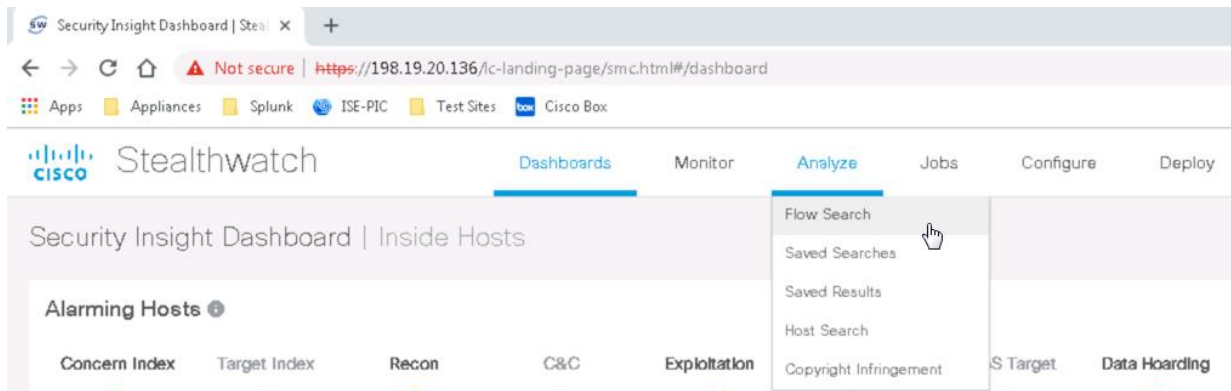 Security Insight Dashboard | Steal
Not secure | https://198.19.20.136/lc-landing-page/smc.html#/dashboard
Apps Appliances Splunk ISE-PIC Test Sites box Cisco Box
CISCO Stealthwatch Dashboards Monitor Analyze Jobs Configure Deploy
Flow Search
Security Insight Dashboard | Inside Hosts
Saved Searches
Saved Results
Alarming Hosts
Host Search
Concern Index Target Index Recon C&C Exploitation Copyright Infringement S Target Data Hoarding